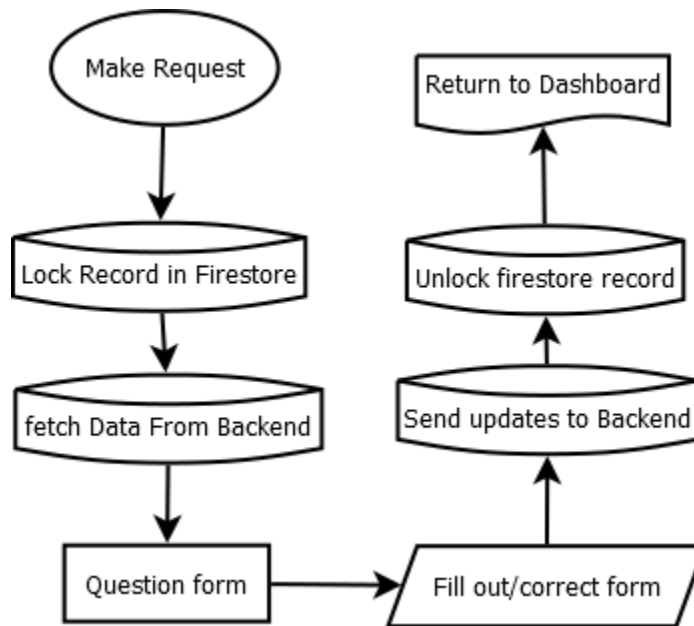 Make Request
Lock Record in Firestore
fetch Data From Backend
Question form
Fill out/correct form
Send updates to Backend
Unlock firestore record
Return to Dashboard